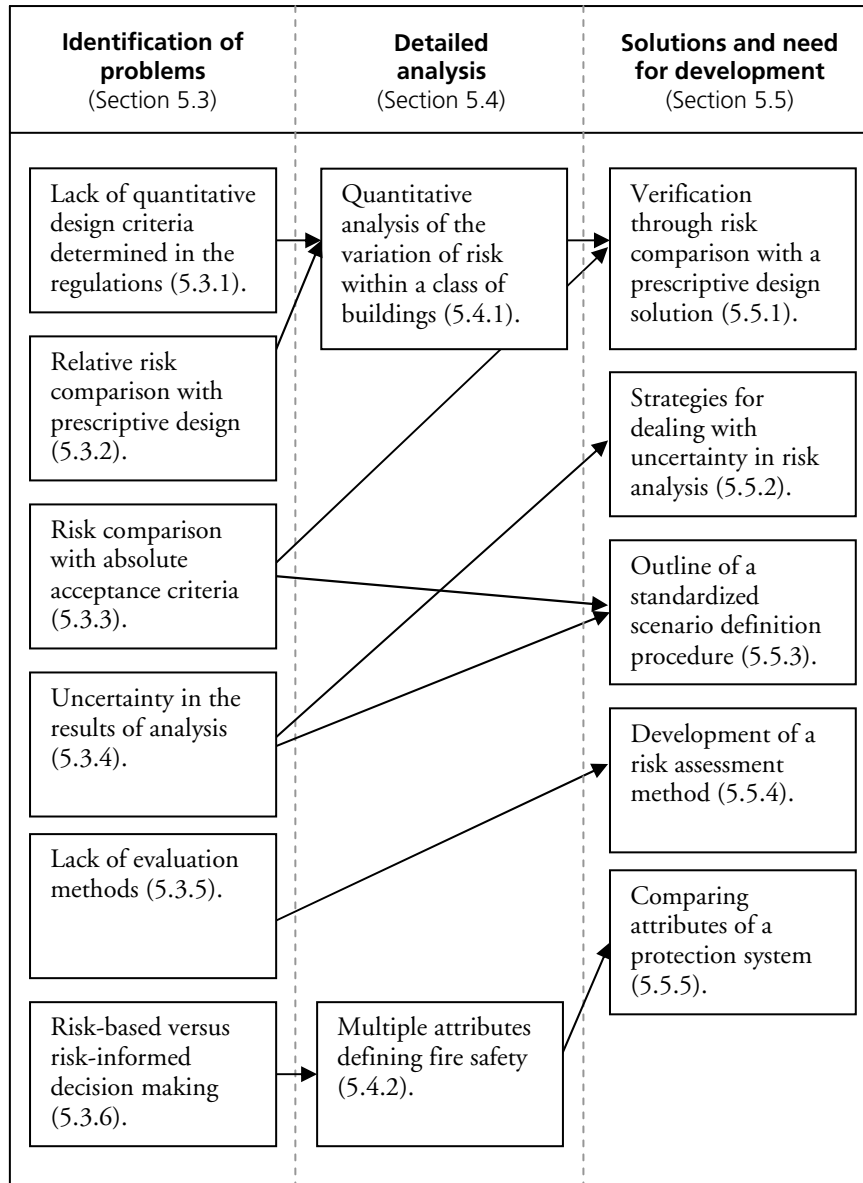 Identification of
problems
(Section 5.3)
Detailed
analysis
(Section 5.4)
Solutions and need
for development
(Section 5.5)
Lack of quantitative
design criteria
determined in the
regulations (5.3.1).
Relative risk
comparison with
prescriptive design
(5.3.2).
Risk comparison
with absolute
acceptance criteria
(5.3.3).
Uncertainty in the
results of analysis
(5.3.4).
Lack of evaluation
methods (5.3.5).
Risk-based versus
risk-informed
decision making
(5.3.6).
Quantitative
analysis of the
variation of risk
within a class of
buildings (5.4.1).
Multiple attributes
defining fire safety
(5.4.2).
Verification
through risk
comparison with a
prescriptive design
solution (5.5.1).
Strategies for
dealing with
uncertainty in risk
analysis (5.5.2).
Outline of a
standardized
scenario definition
procedure (5.5.3).
Development of a
risk assessment
method (5.5.4).
Comparing
attributes of a
protection system
(5.5.5).